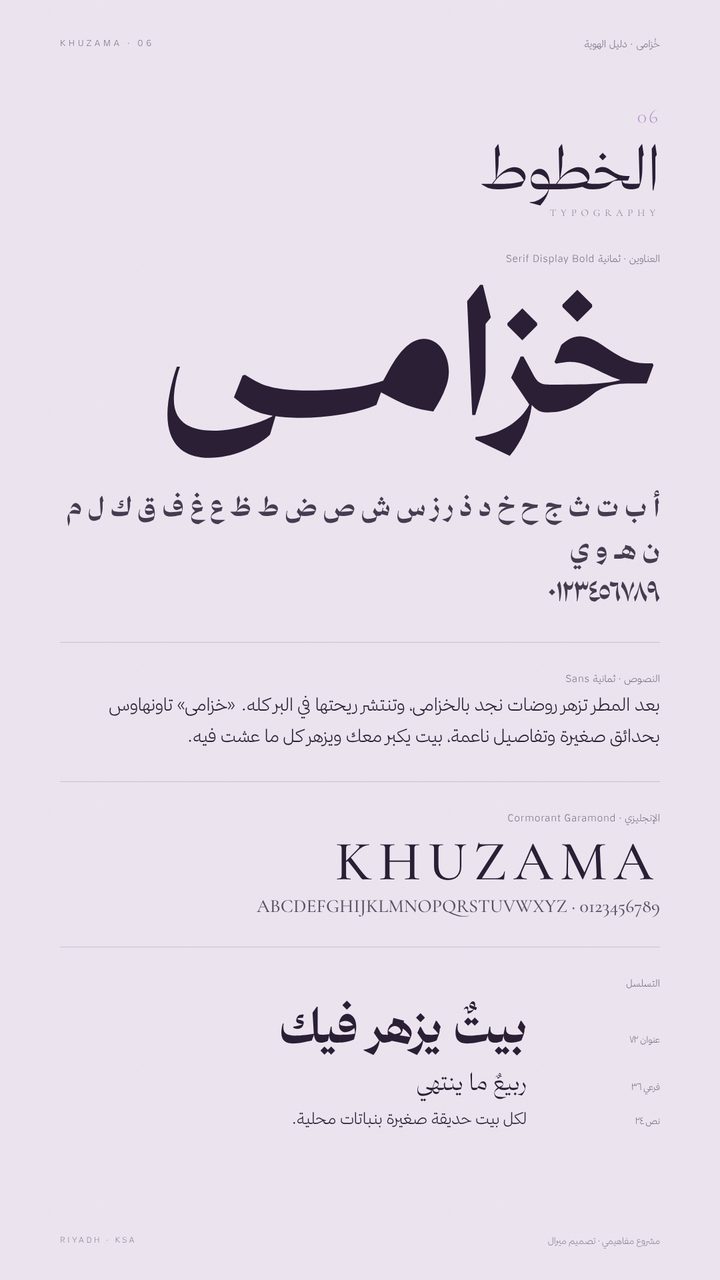 خُزامى · دليل الهوية
KHUZAMA · 06
06
الخطوط
TYPOGRAPHY
العناوين · ثمانية Serif Display Bold
خزامى
أ ب ت ث ج ح خ د ذ ر ز س ش ص ض ط ظ ع غ ف ق ك ل م
ن هـ و ي
٠١٢٣٤٥٦٧٨٩
النصوص · ثمانية Sans
بعد المطر تزهر روضات نجد بالخزامى، وتنتشر ريحتها في البر كله. «خزامى» تاونهاوس
بحدائق صغيرة وتفاصيل ناعمة، بيت يكبر معك ويزهر كل ما عشت فيه.
الإنجليزي · Cormorant Garamond
KHUZAMA
ABCDEFGHIJKLMNOPQRSTUVWXYZ · 0123456789
التسلسل
عنوان ٧٢
بيتٌ يزهر فيك
فرعي ٣٦
ربيعٌ ما ينتهي
نص ٢٤
لكل بيت حديقة صغيرة بنباتات محلية.
مشروع مفاهيمي · تصميم ميرال
RIYADH · KSA